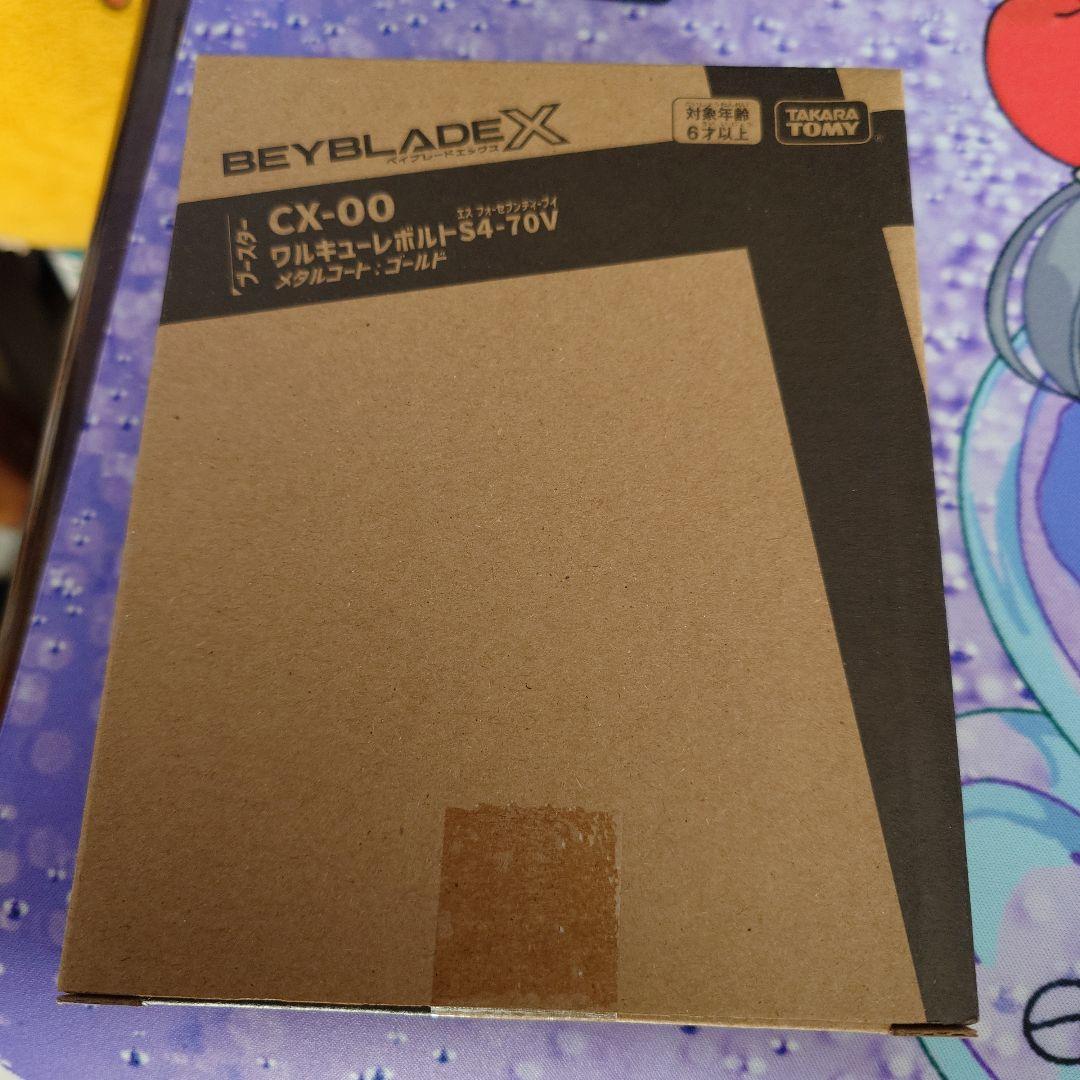 BEYBLADE X
ベイブレードエックス
対象年齢
6才以上
TAKARA
TOMY
ブースター
CX-00
エス フォーセブンティーブイ
ワルキューレボルトS4-70V
メタルコート：ゴールド